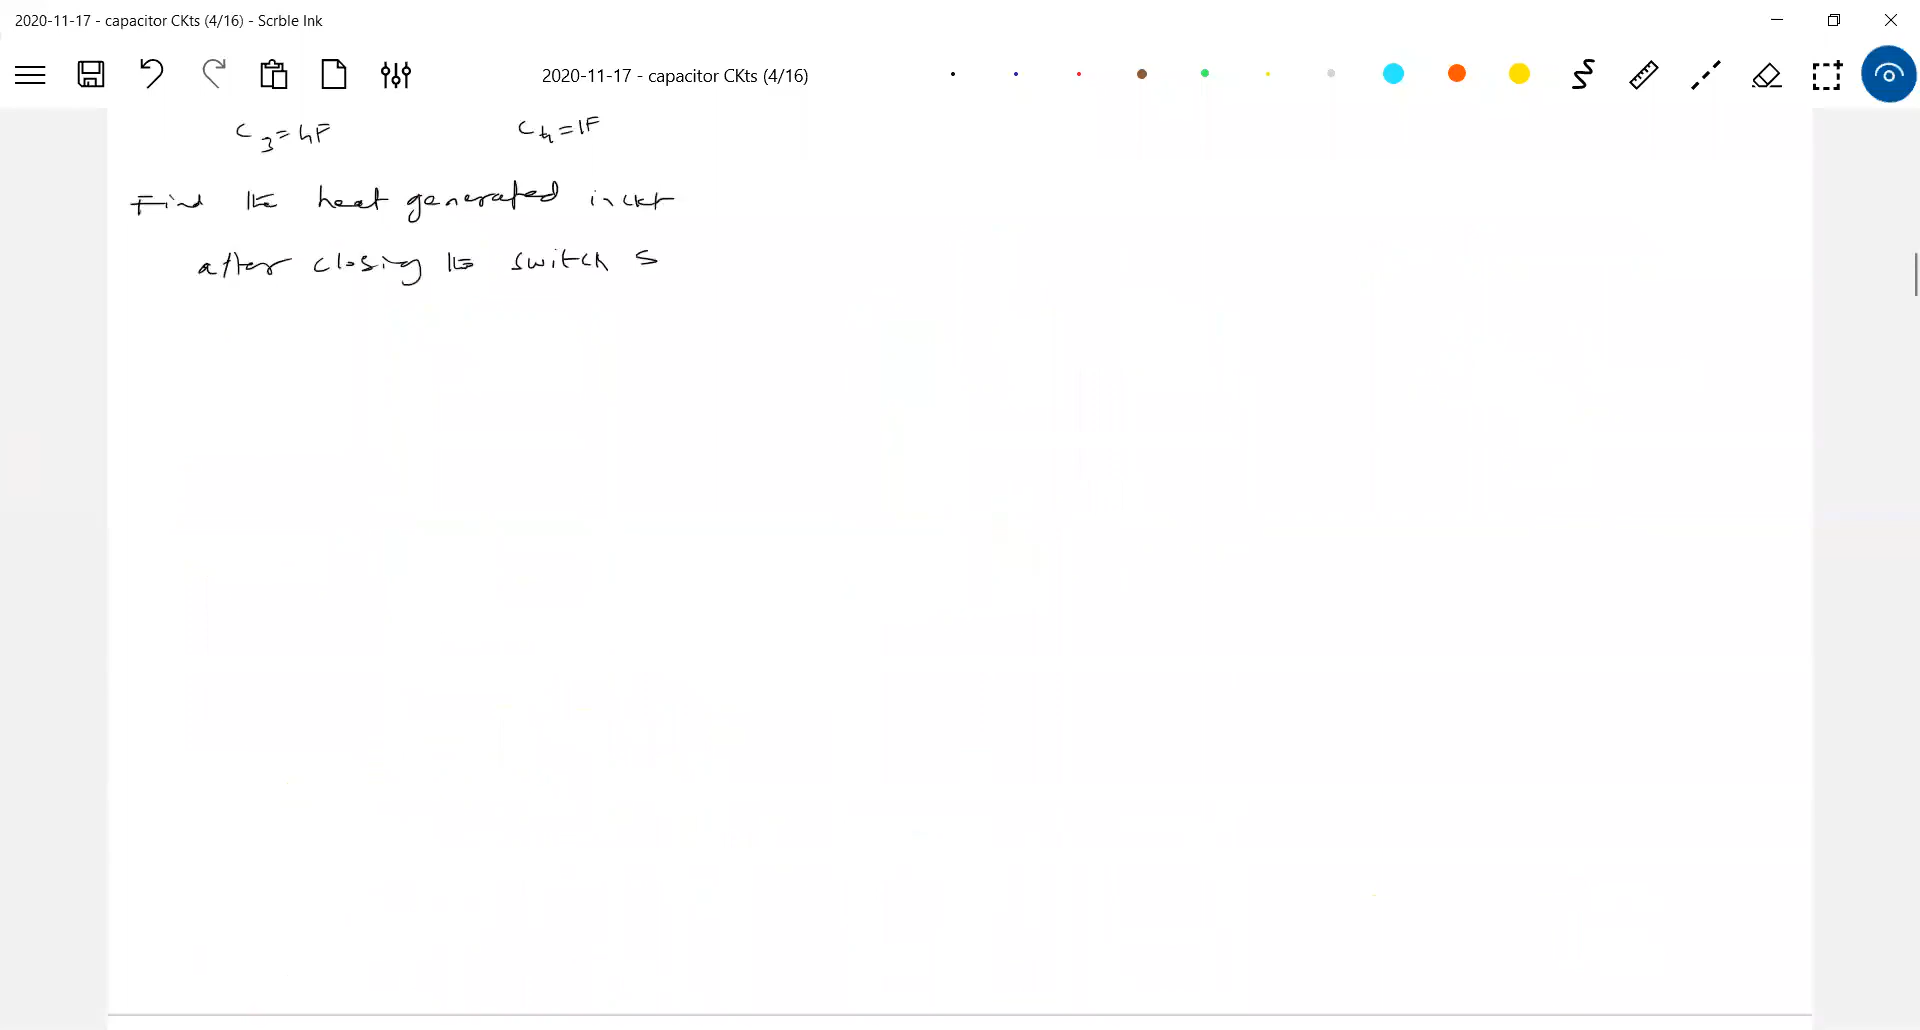 2020-11-17 - capacitor CKts (4/16) - Scrble Ink
2020-11-17 - capacitor CKts (4/16)
C3=4F C4=1F
Find the heat generated in ckt
after closing the switch S